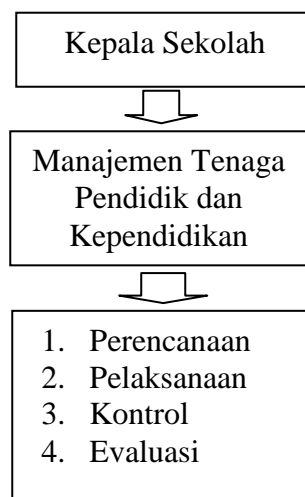 Kepala Sekolah
Manajemen Tenaga
Pendidik dan
Kependidikan
1. Perencanaan
2. Pelaksanaan
3. Kontrol
4. Evaluasi